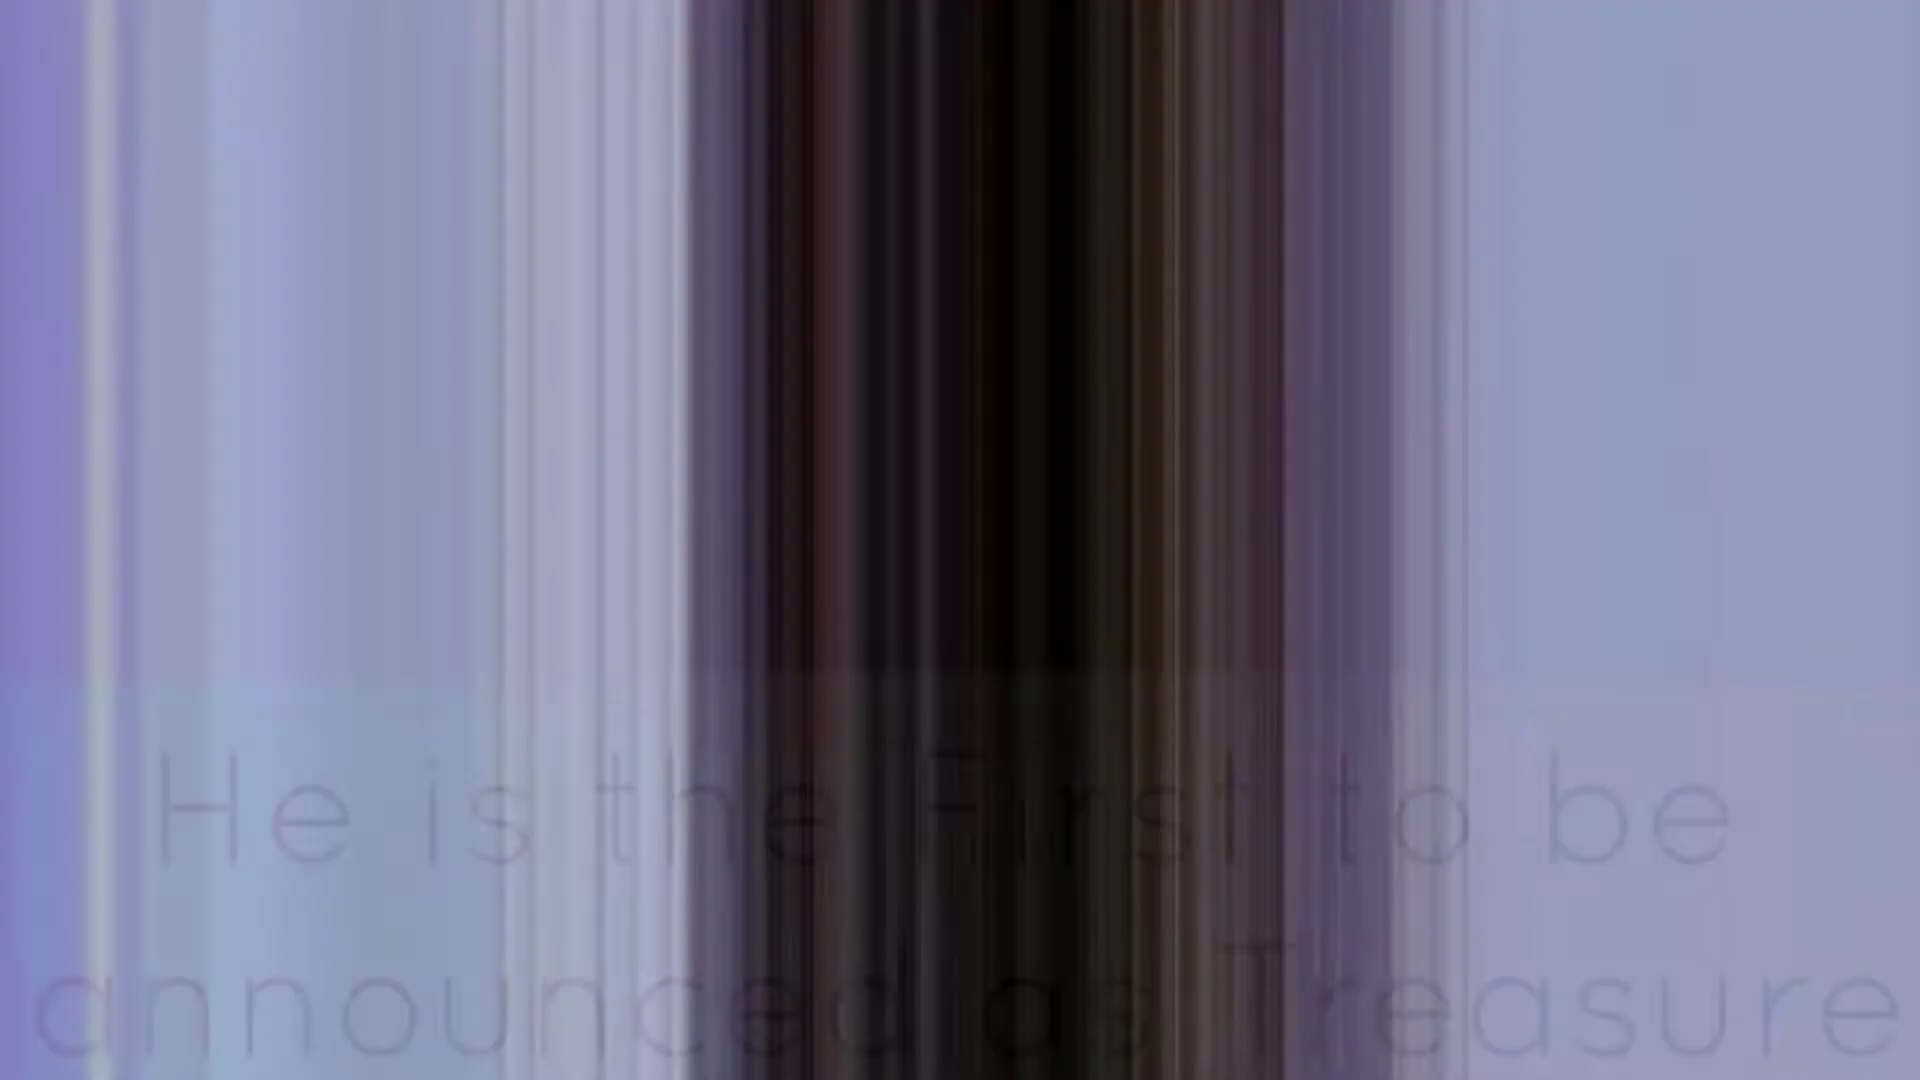 He is the First to be
announced as Treasure